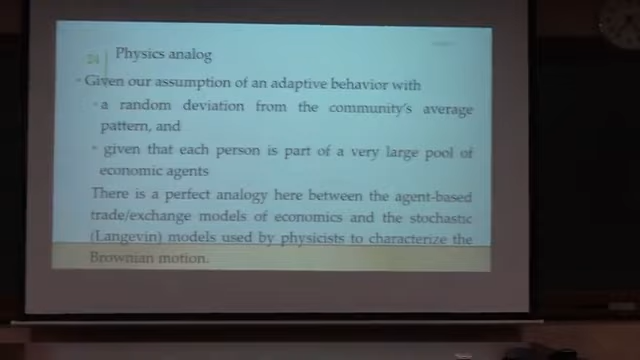 24 Physics analog
Given our assumption of an adaptive behavior with
a random deviation from the community's average
pattern, and
given that each person is part of a very large pool of
economic agents
There is a perfect analogy here between the agent-based
trade/exchange models of economics and the stochastic
(Langevin) models used by physicists to characterize the
Brownian motion.